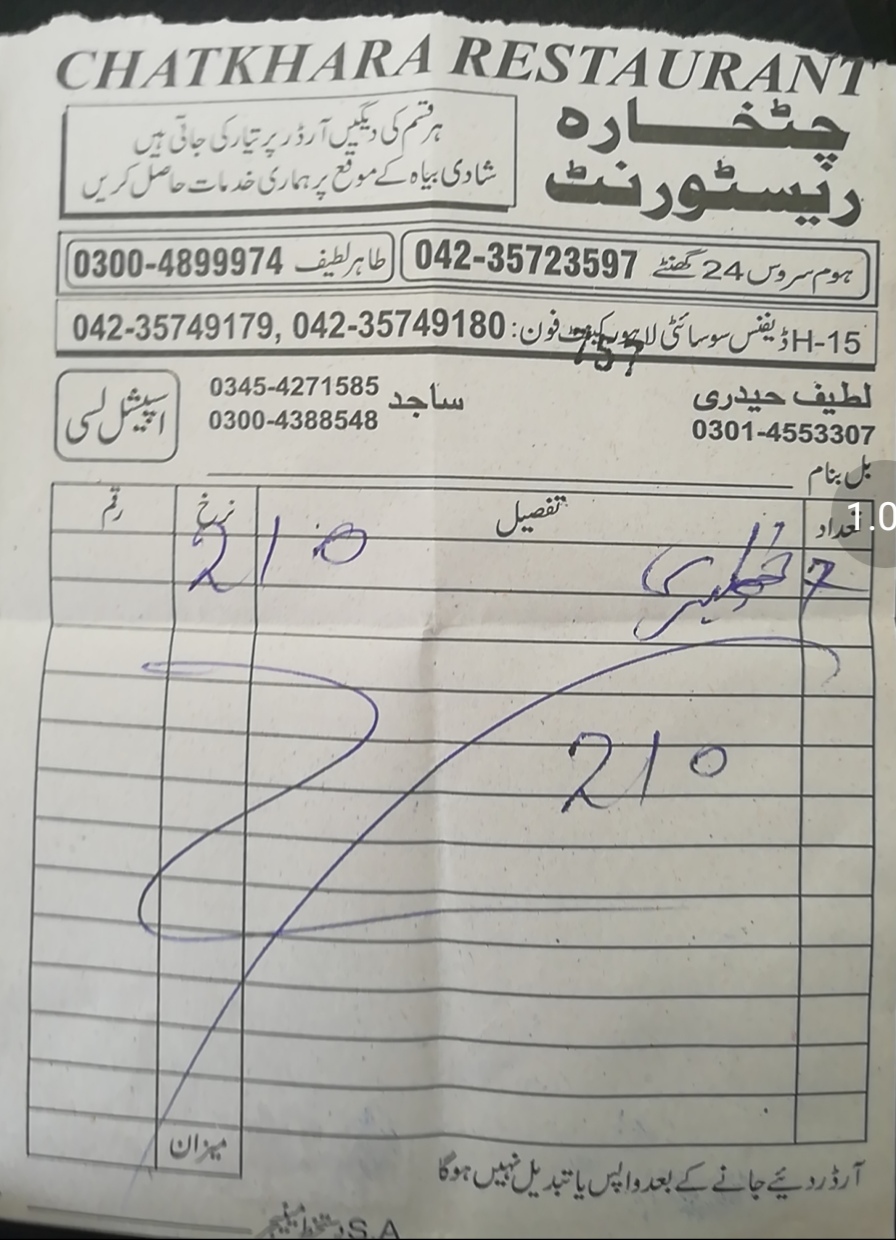 CHATKHARA RESTAURANT
چٹخارہ
ریسٹورنٹ
ہر قسم کی دیگیں آرڈر پر تیار کی جاتی ہیں
شادی بیاہ کے موقع پر ہماری خدمات حاصل کریں
ہوم سروس 24 گھنٹے 042-35723597
طاہر لطیف 0300-4899974
H-15 ڈیفنس سوسائٹی لاہور کینٹ فون: 042-35749180 ,042-35749179
757
لطیف حیدری
0301-4553307
ساجد
0345-4271585
0300-4388548
اسپیشل لسی
بل بنام
تعداد تفصیل نرخ رقم
7 خمیری 210
210
میزان
آرڈر دئیے جانے کے بعد واپس یا تبدیل نہیں ہوگا
S.A دستخط مینیجر
1.0